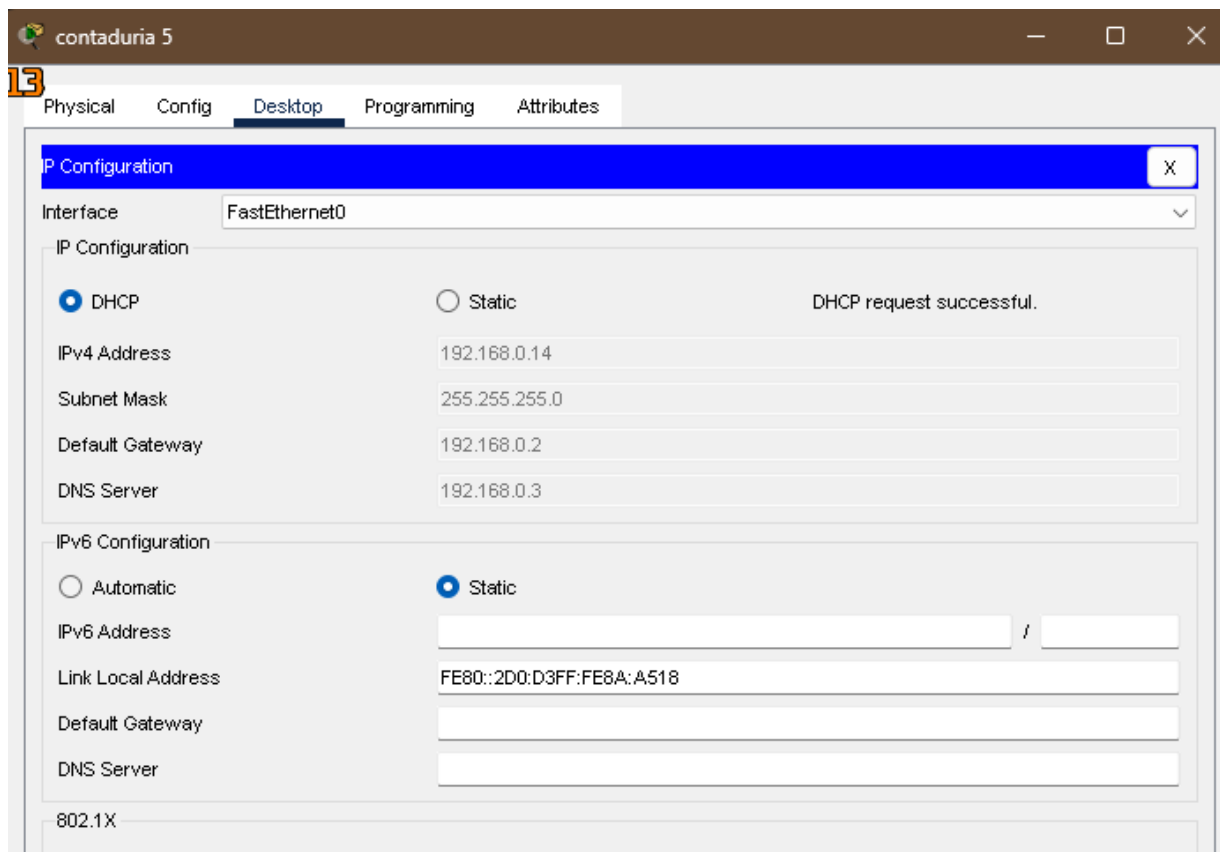 contaduria 5
13
Physical Config Desktop Programming Attributes
IP Configuration X
Interface FastEthernet0
IP Configuration
DHCP Static DHCP request successful.
IPv4 Address 192.168.0.14
Subnet Mask 255.255.255.0
Default Gateway 192.168.0.2
DNS Server 192.168.0.3
IPv6 Configuration
Automatic Static
IPv6 Address /
Link Local Address FE80::2D0:D3FF:FE8A:A518
Default Gateway
DNS Server
802.1X